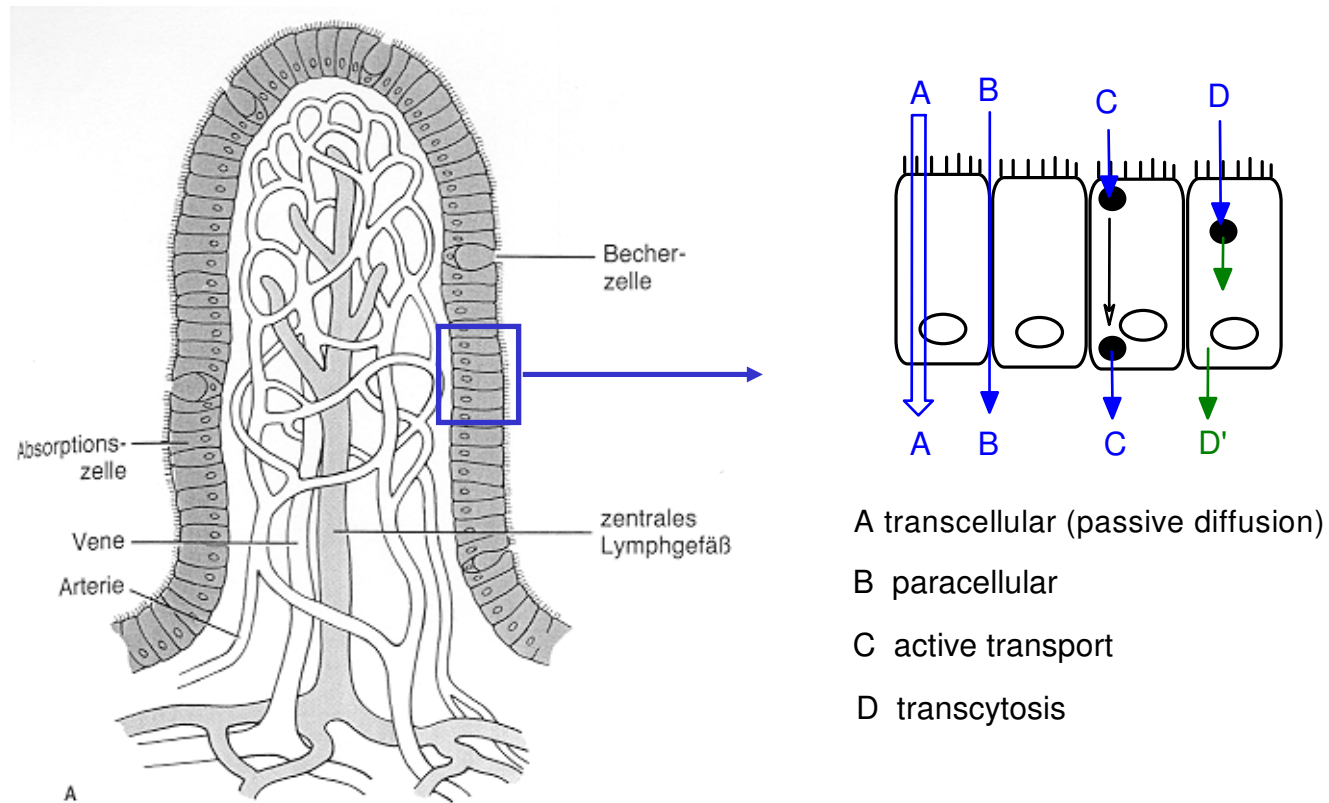 Becher-
zelle
Absorptions-
zelle
Vene
Arterie
zentrales
Lymphgefäß
A
A
B
C
D
A
B
C
D'
A transcellular (passive diffusion)
B paracellular
C active transport
D transcytosis